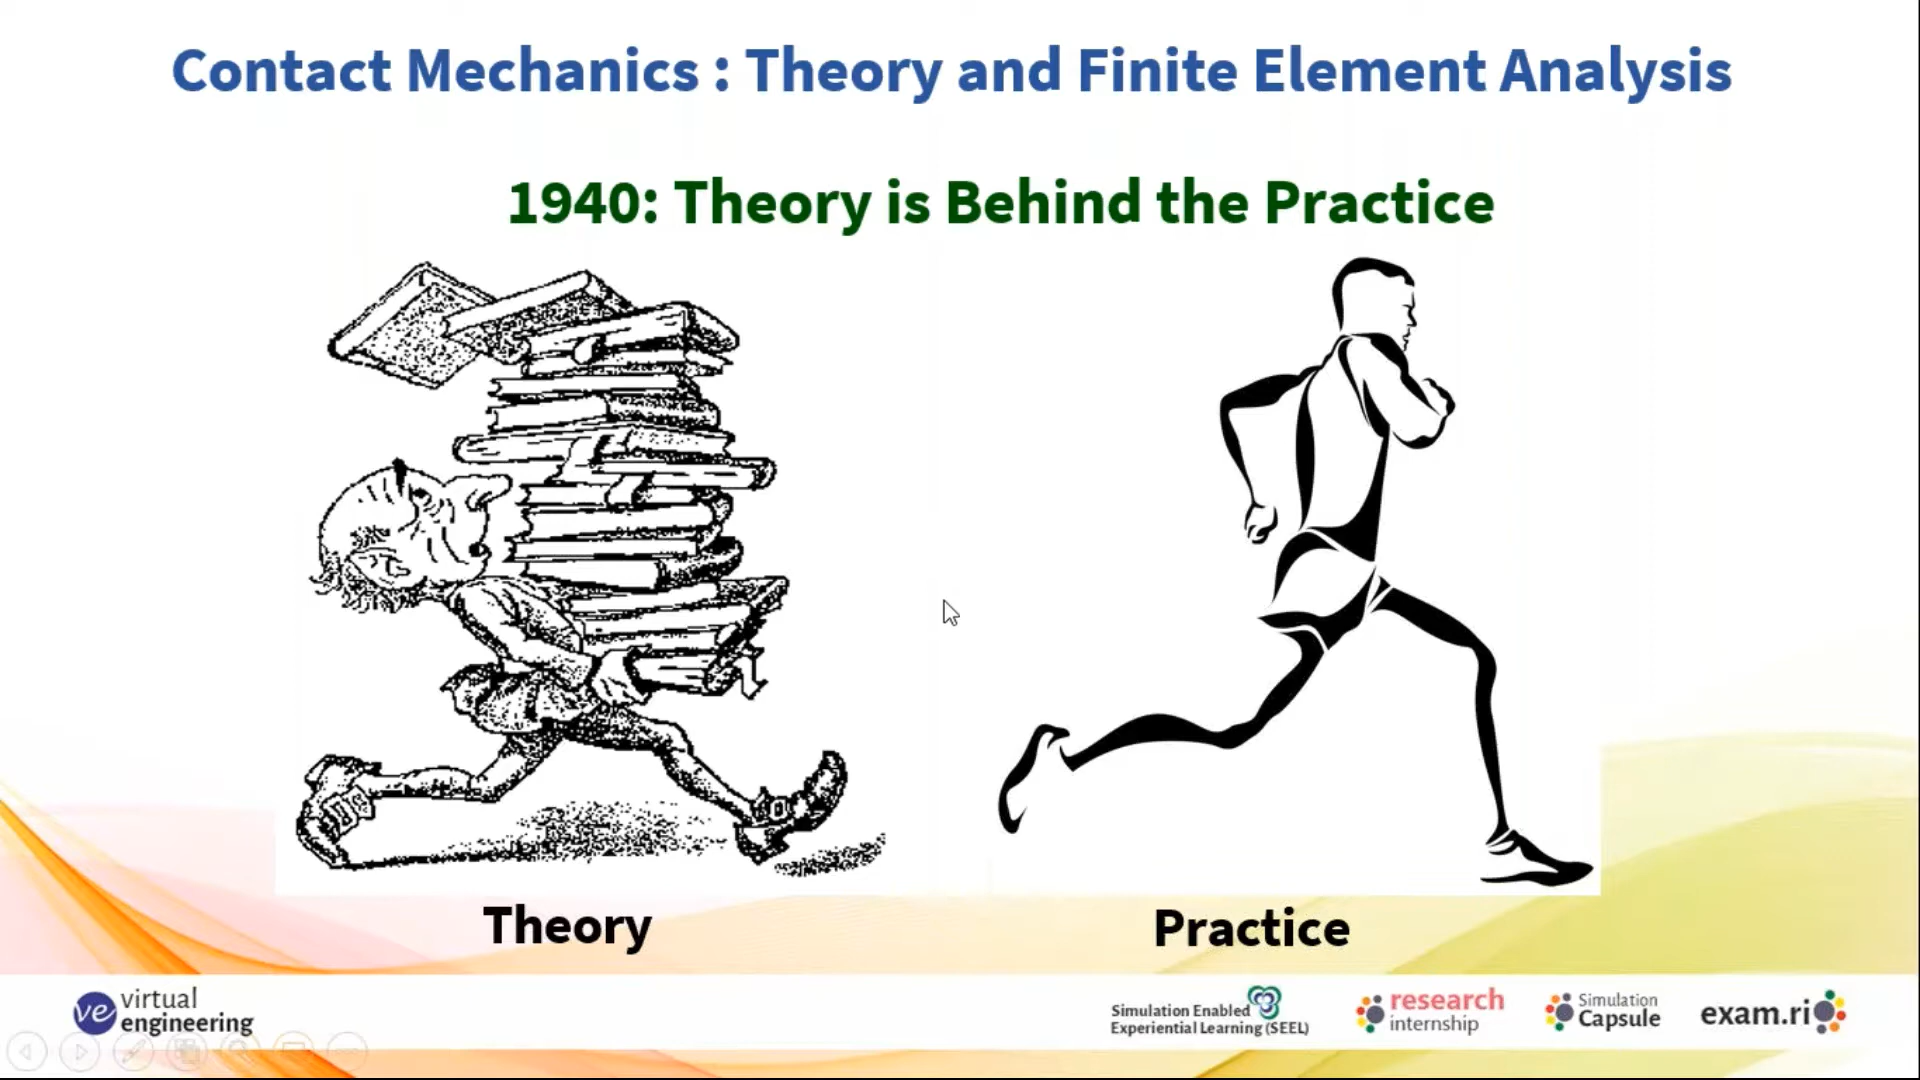 Contact Mechanics : Theory and Finite Element Analysis
1940: Theory is Behind the Practice
Theory
Practice
ve virtual
engineering
Simulation Enabled
Experiential Learning (SEEL)
research
internship
Simulation
Capsule
exam.ri